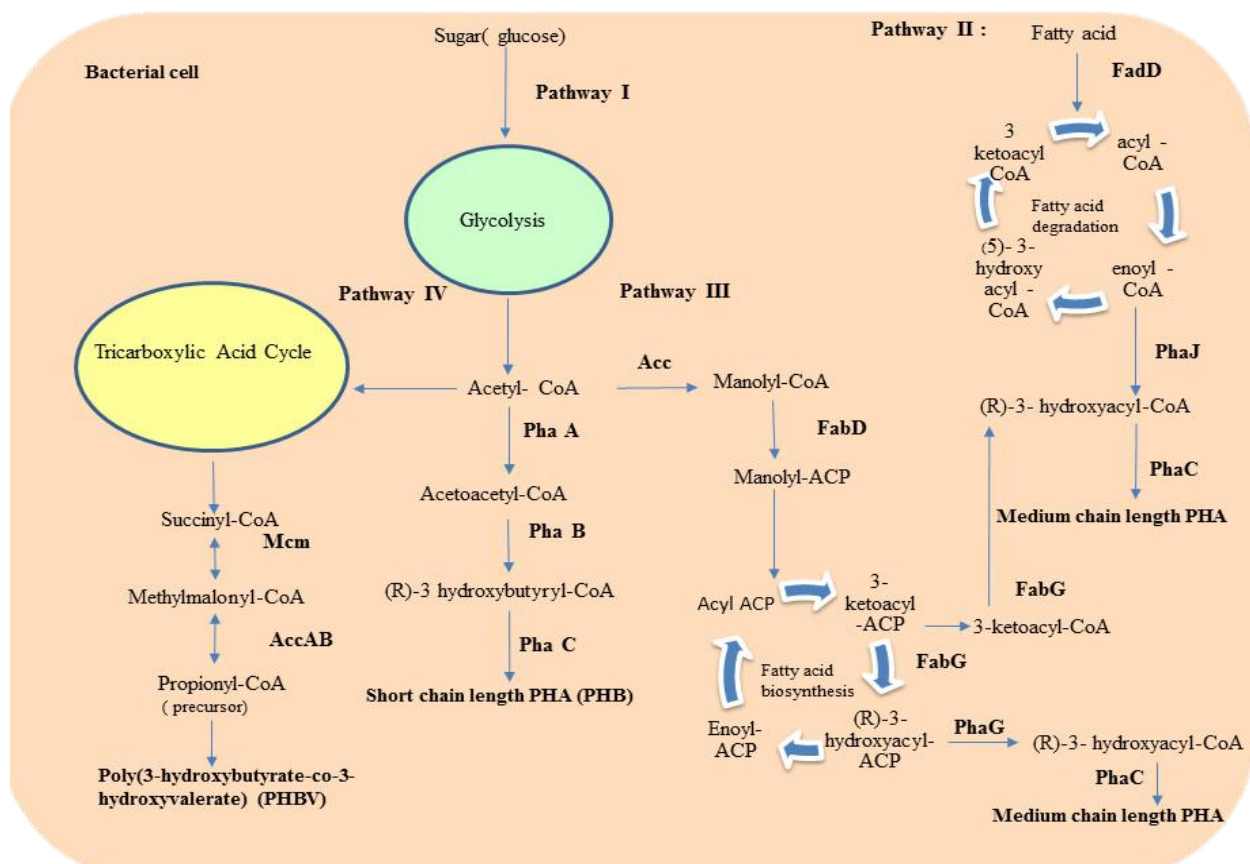 Sugar( glucose)
Bacterial cell
Pathway I
Glycolysis
Pathway IV
Pathway III
Tricarboxylic Acid Cycle
Acetyl- CoA
Acc
Manolyl-CoA
Pha A
FabD
Acetoacetyl-CoA
Manolyl-ACP
Succinyl-CoA
Mcm
Pha B
Methylmalonyl-CoA
(R)-3 hydroxybutyryl-CoA
AccAB
Pha C
Propionyl-CoA
( precursor)
Short chain length PHA (PHB)
Poly(3-hydroxybutyrate-co-3-
hydroxyvalerate) (PHBV)
Acyl ACP
3-
ketoacyl
-ACP
FabG
Fatty acid
biosynthesis
Enoyl-
ACP
(R)-3-
hydroxyacyl-
ACP
PhaG
(R)-3- hydroxyacyl-CoA
PhaC
Medium chain length PHA
3-ketoacyl-CoA
FabG
Pathway II :
Fatty acid
FadD
3
ketoacyl
CoA
acyl -
CoA
Fatty acid
degradation
(5)- 3-
hydroxy
acyl -
CoA
enoyl -
CoA
PhaJ
(R)-3- hydroxyacyl-CoA
PhaC
Medium chain length PHA